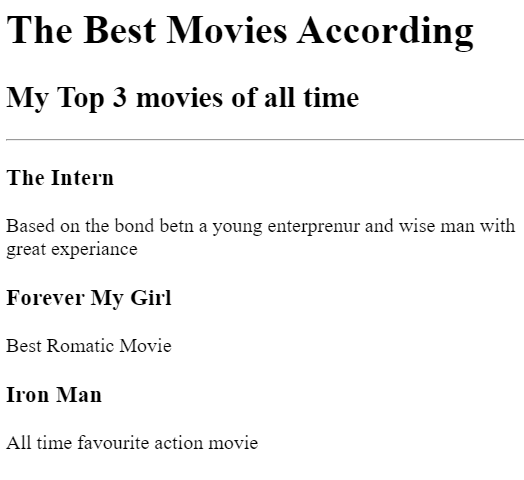 The Best Movies According
My Top 3 movies of all time
The Intern
Based on the bond betn a young enterprenur and wise man with
great experiance
Forever My Girl
Best Romatic Movie
Iron Man
All time favourite action movie